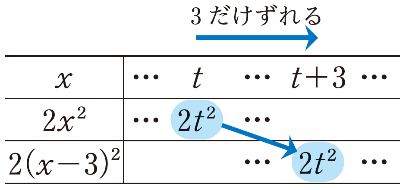 3だけずれる
x … t … t+3 …
2x² … 2t² …
2(x−3)² … 2t² …